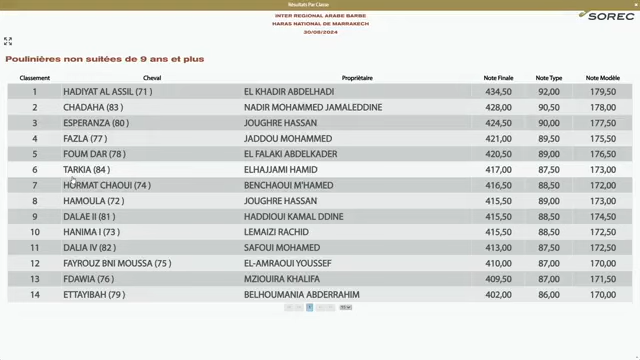 Résultats Par Classe
INTER REGIONAL ARABE BARBE
HARAS NATIONAL DE MARRAKECH
30/08/2024
SOREC
Poulinières non suitées de 9 ans et plus
Classement Cheval Propriétaire Note Finale Note Type Note Modèle
1 HADIYAT AL ASSIL (71 ) EL KHADIR ABDELHADI 434,50 92,00 179,50
2 CHADAHA (83 ) NADIR MOHAMMED JAMALEDDINE 428,00 90,50 178,00
3 ESPERANZA (80 ) JOUGHRE HASSAN 424,50 90,00 177,50
4 FAZLA (77 ) JADDOU MOHAMMED 421,00 89,50 175,50
5 FOUM DAR (78 ) EL FALAKI ABDELKADER 420,50 89,00 176,50
6 TARKIA (84 ) ELHAJJAMI HAMID 417,00 87,50 173,00
7 HORMAT CHAOUI (74 ) BENCHAOUI M'HAMED 416,50 88,50 172,00
8 HAMOULA (72 ) JOUGHRE HASSAN 415,50 89,00 173,00
9 DALAE II (81 ) HADDIOUI KAMAL DDINE 415,50 88,50 174,50
10 HANIMA I (73 ) LEMAIZI RACHID 415,50 88,50 172,50
11 DALIA IV (82 ) SAFOUI MOHAMED 413,00 87,50 172,50
12 FAYROUZ BNI MOUSSA (75 ) EL-AMRAOUI YOUSSEF 410,00 87,00 170,00
13 FDAWIA (76 ) MZIOUIRA KHALIFA 409,50 87,00 171,50
14 ETTAYIBAH (79 ) BELHOUMANIA ABDERRAHIM 402,00 86,00 170,00